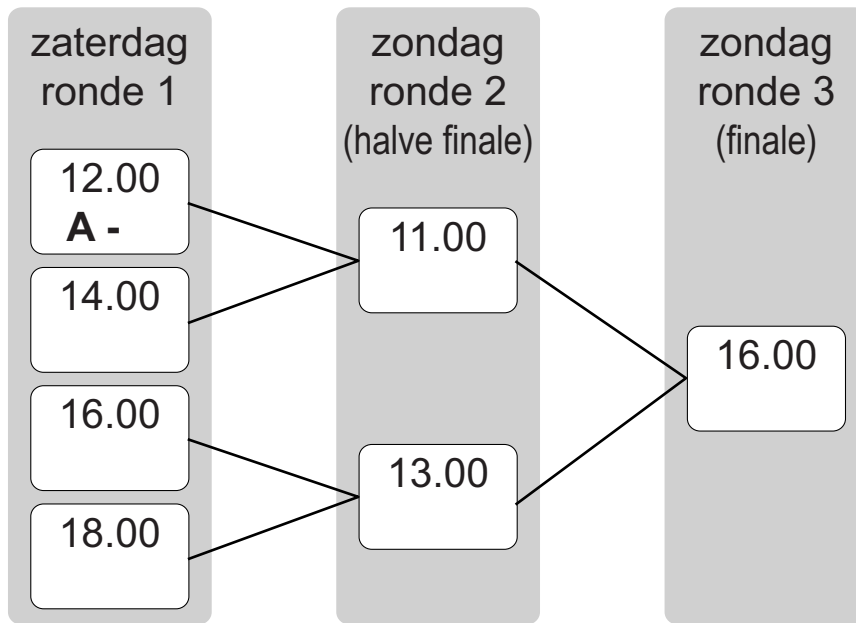 zaterdag
ronde 1
12.00
A -
14.00
16.00
18.00
zondag
ronde 2
(halve finale)
11.00
13.00
zondag
ronde 3
(finale)
16.00